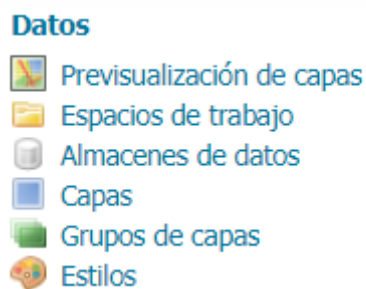 Datos
Previsualización de capas
Espacios de trabajo
Almacenes de datos
Capas
Grupos de capas
Estilos